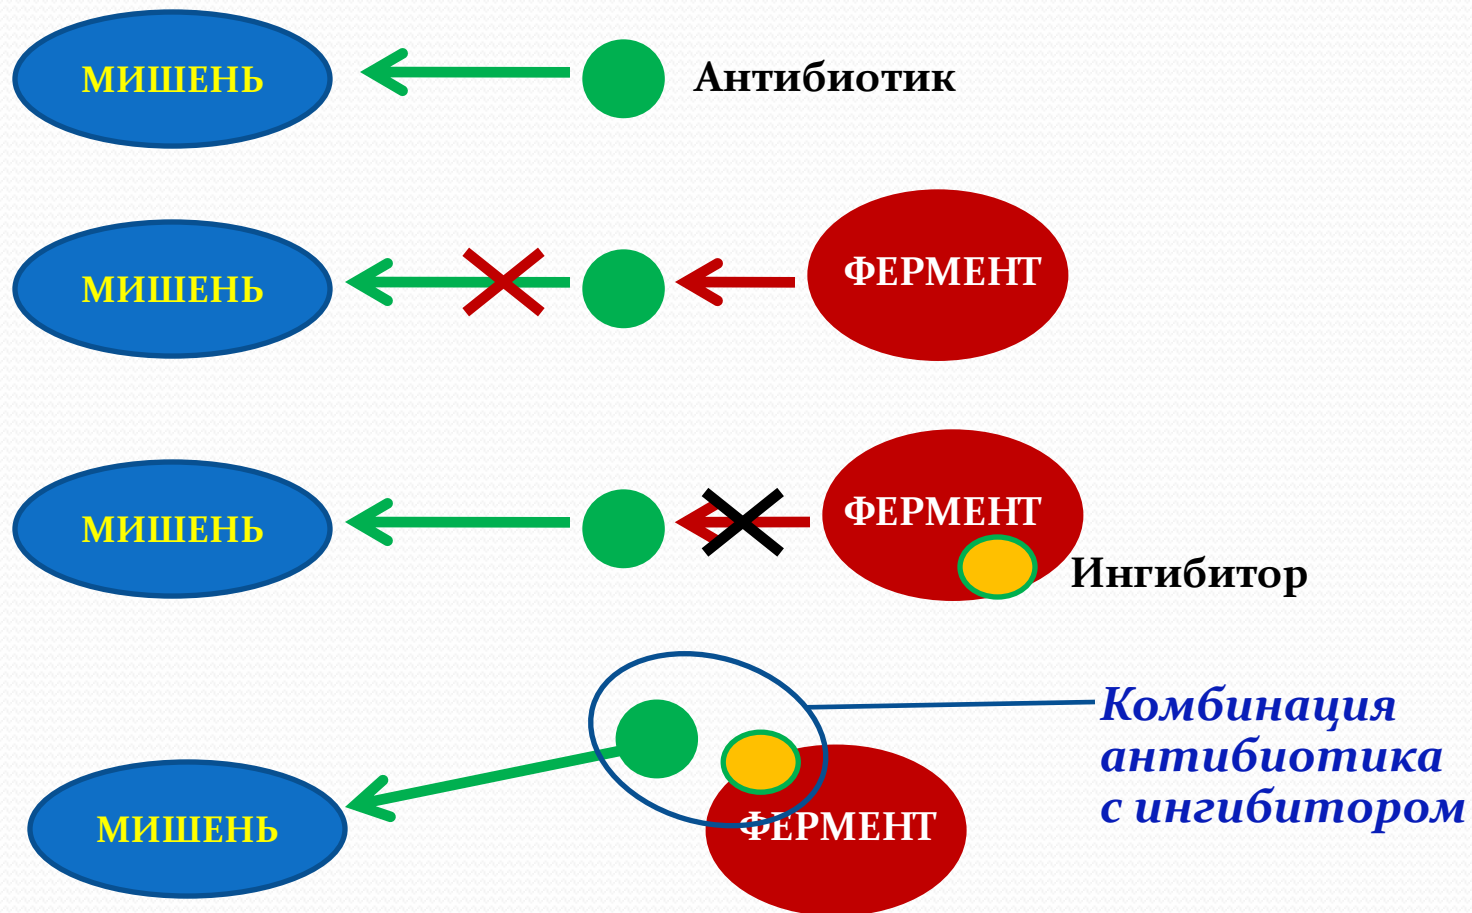 МИШЕНЬ
Антибиотик
МИШЕНЬ
ФЕРМЕНТ
МИШЕНЬ
ФЕРМЕНТ
Ингибитор
Комбинация
антибиотика
с ингибитором
МИШЕНЬ
ФЕРМЕНТ